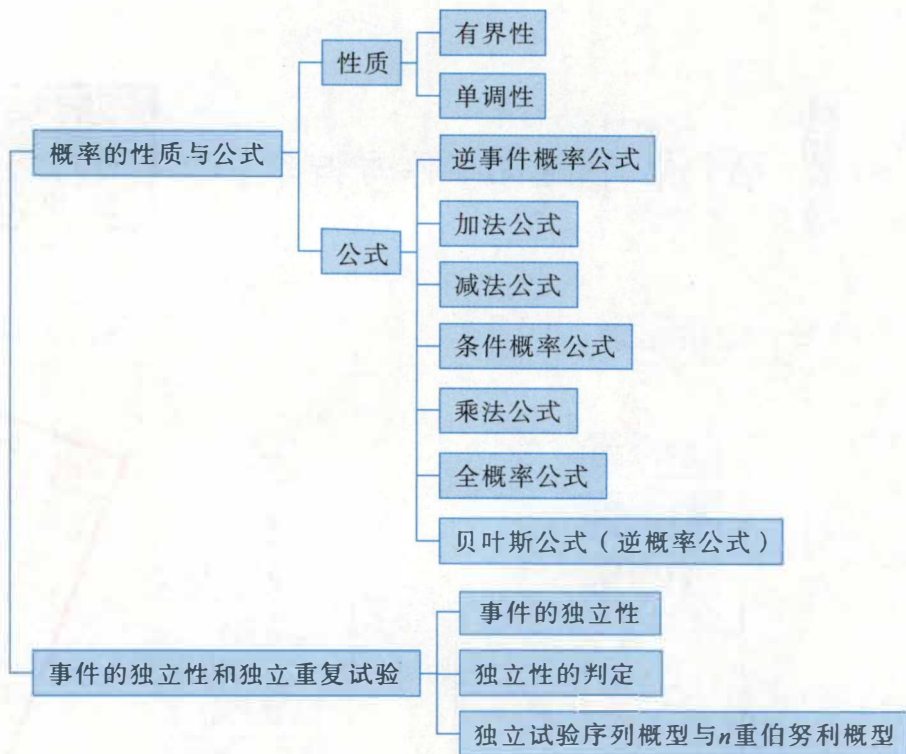 概率的性质与公式
性质
有界性
单调性
公式
逆事件概率公式
加法公式
减法公式
条件概率公式
乘法公式
全概率公式
贝叶斯公式（逆概率公式）
事件的独立性和独立重复试验
事件的独立性
独立性的判定
独立试验序列概型与n重伯努利概型